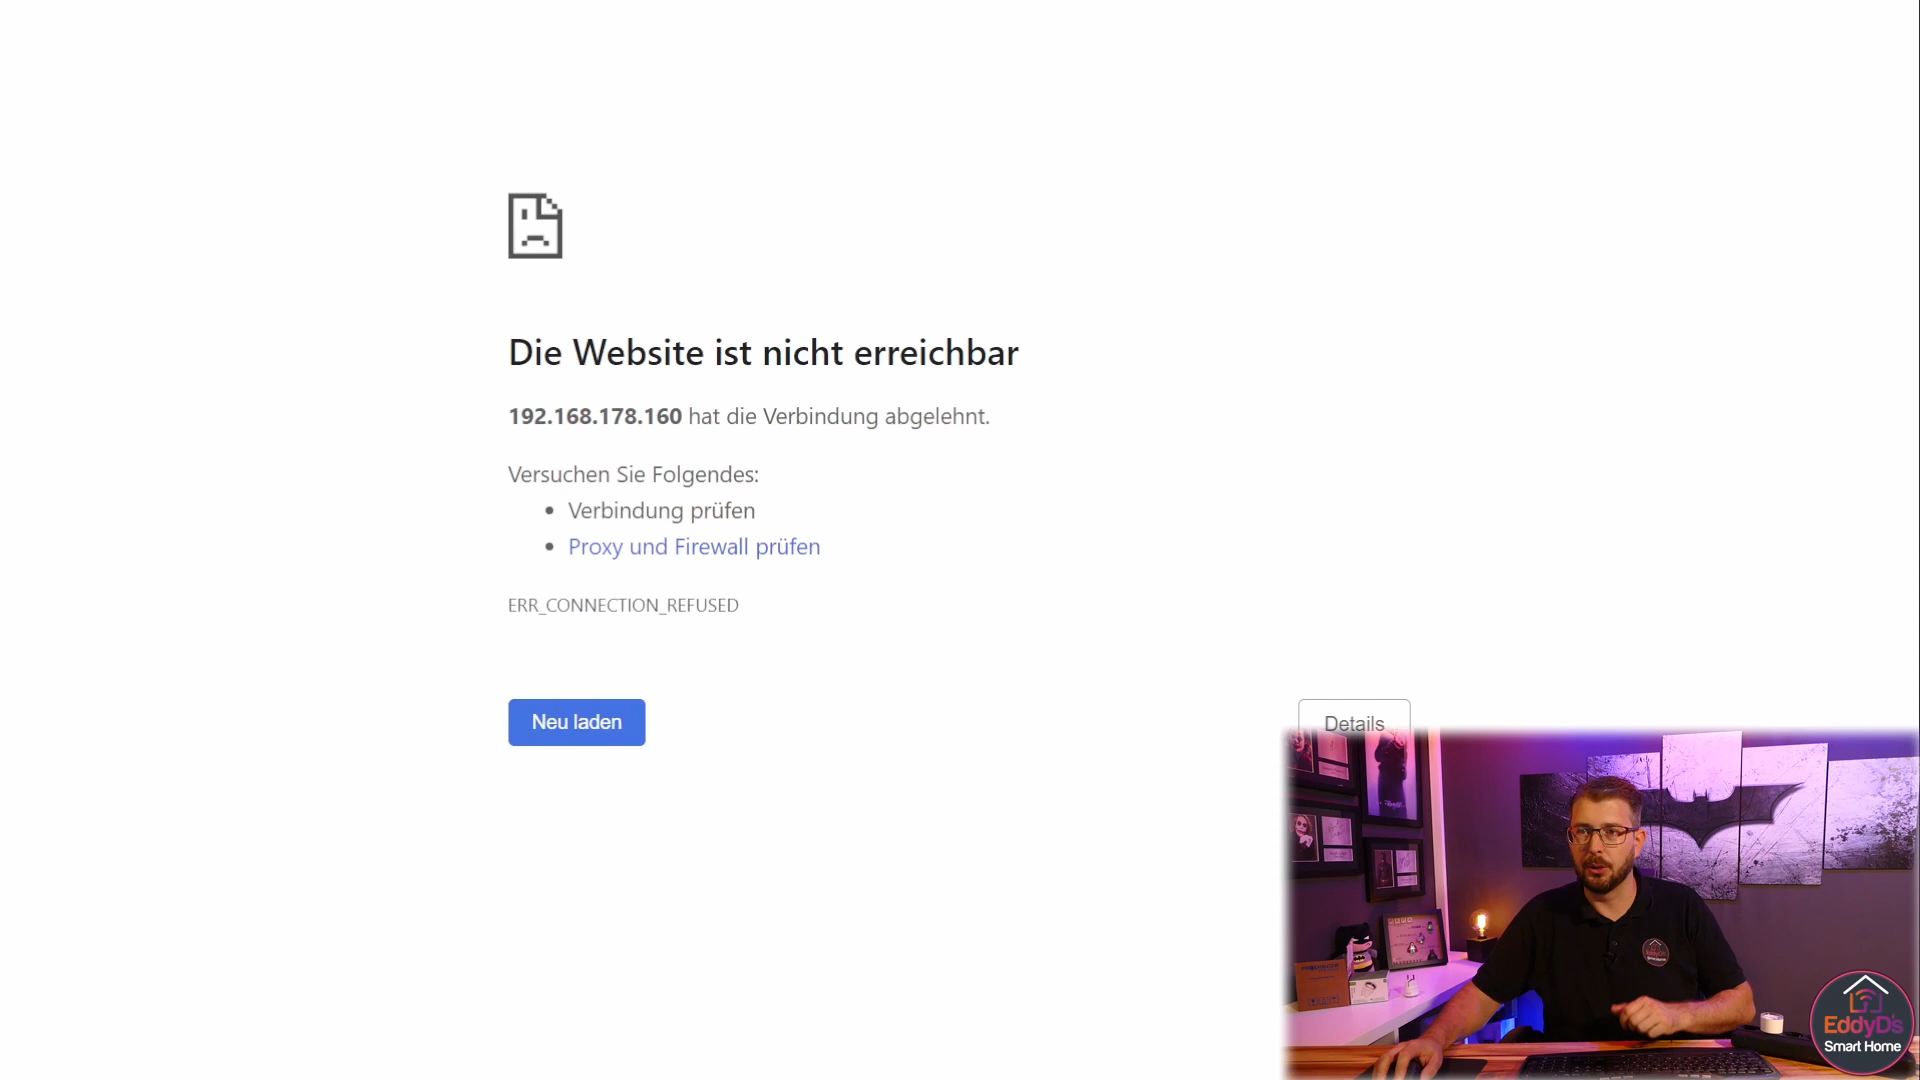 Die Website ist nicht erreichbar
192.168.178.160 hat die Verbindung abgelehnt.
Versuchen Sie Folgendes:
• Verbindung prüfen
• Proxy und Firewall prüfen
ERR_CONNECTION_REFUSED
Neu laden
Details
EddyD's
Smart Home